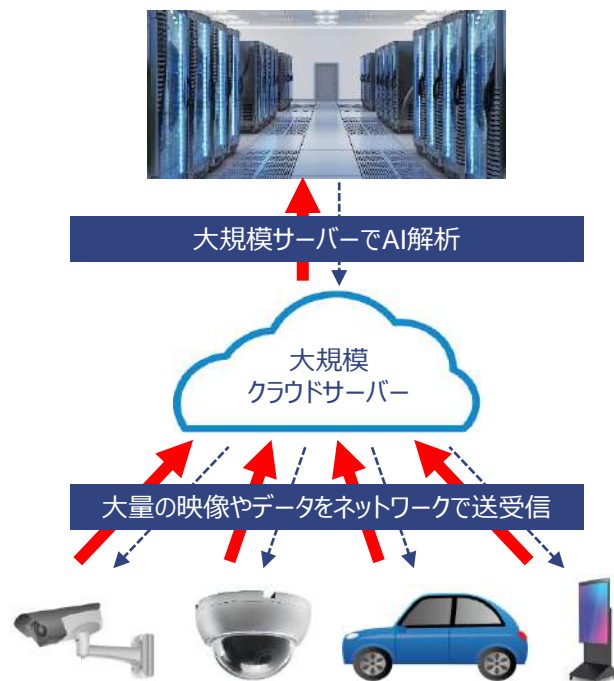 大規模サーバーでAI解析
大規模
クラウドサーバー
大量の映像やデータをネットワークで送受信